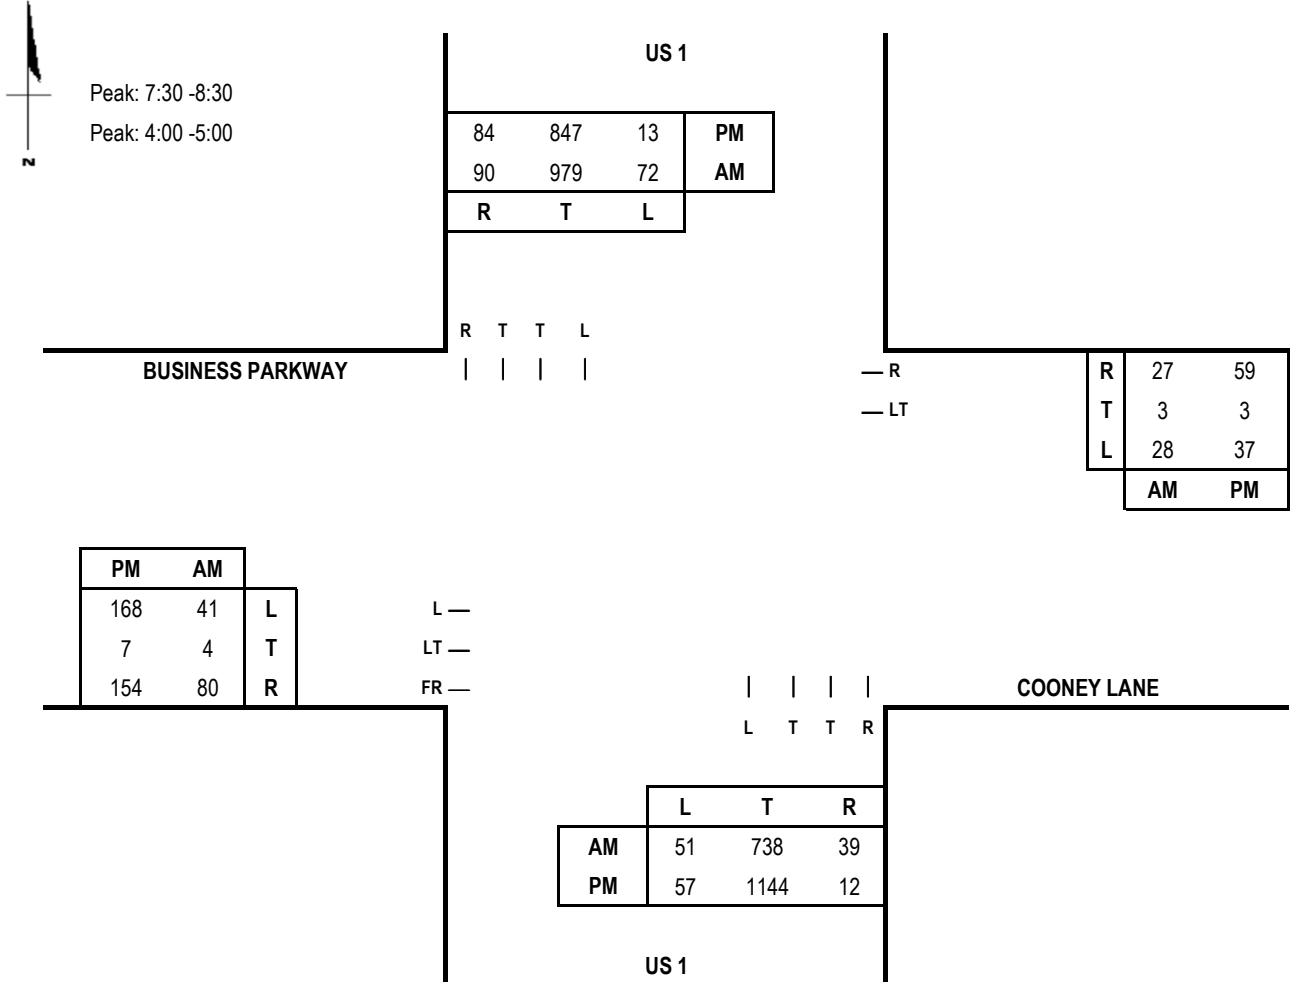 US 1
Peak: 7:30 -8:30
Peak: 4:00 -5:00
N
84 847 13 PM
90 979 72 AM
R T L
R T T L
BUSINESS PARKWAY
R
LT
R 27 59
T 3 3
L 28 37
AM PM
PM AM
168 41 L
7 4 T
154 80 R
L
LT
FR
COONEY LANE
L T T R
L T R
AM 51 738 39
PM 57 1144 12
US 1